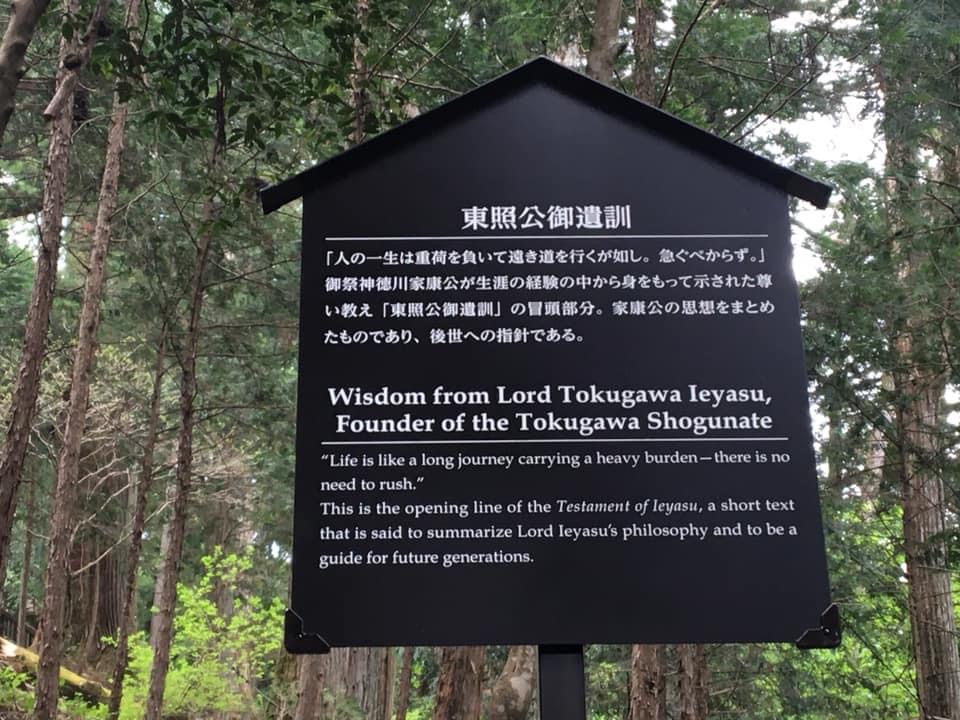 東照公御遺訓
「人の一生は重荷を負いて遠き道を行くが如し。急ぐべからず。」
御祭神徳川家康公が生涯の経験の中から身をもって示された尊
い教え「東照公御遺訓」の冒頭部分。家康公の思想をまとめ
たものであり、後世への指針である。
Wisdom from Lord Tokugawa Ieyasu,
Founder of the Tokugawa Shogunate
“Life is like a long journey carrying a heavy burden—there is no
need to rush.”
This is the opening line of the Testament of Ieyasu, a short text
that is said to summarize Lord Ieyasu’s philosophy and to be a
guide for future generations.